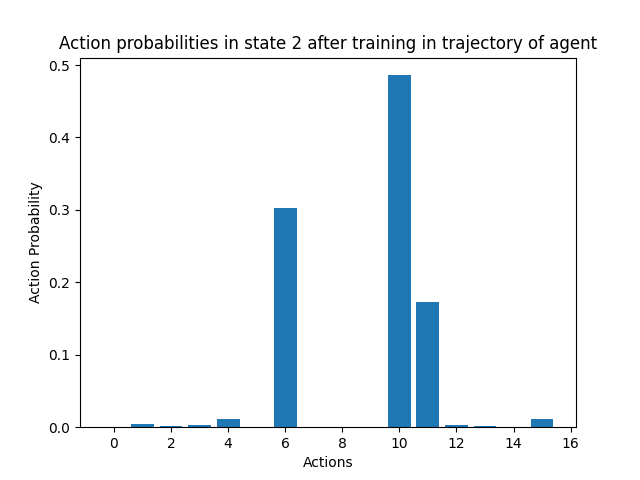 Action probabilities in state 2 after training in trajectory of agent
0.5
0.4
0.3
0.2
0.1
0.0
Action Probability
0 2 4 6 8 10 12 14 16
Actions